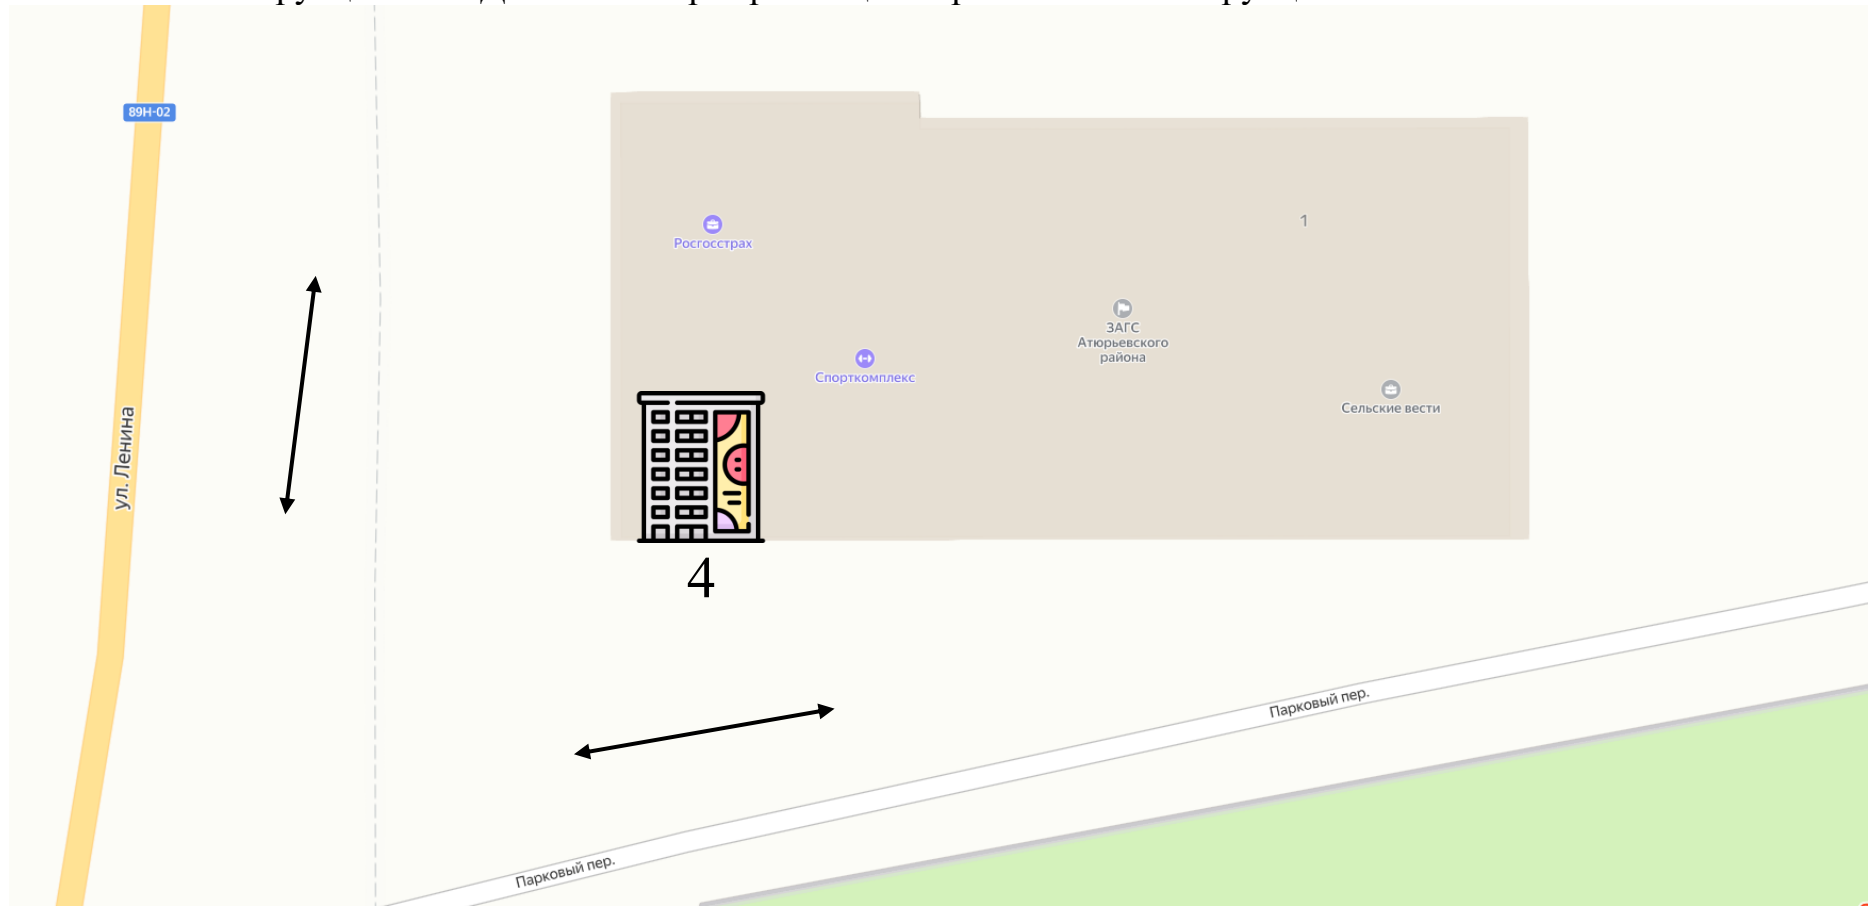 89Н-02
1
Росгосстрах
ЗАГС
Атюрьевского
района
Спорткомплекс
Сельские вести
ул. Ленина
4
Парковый пер.
Парковый пер.